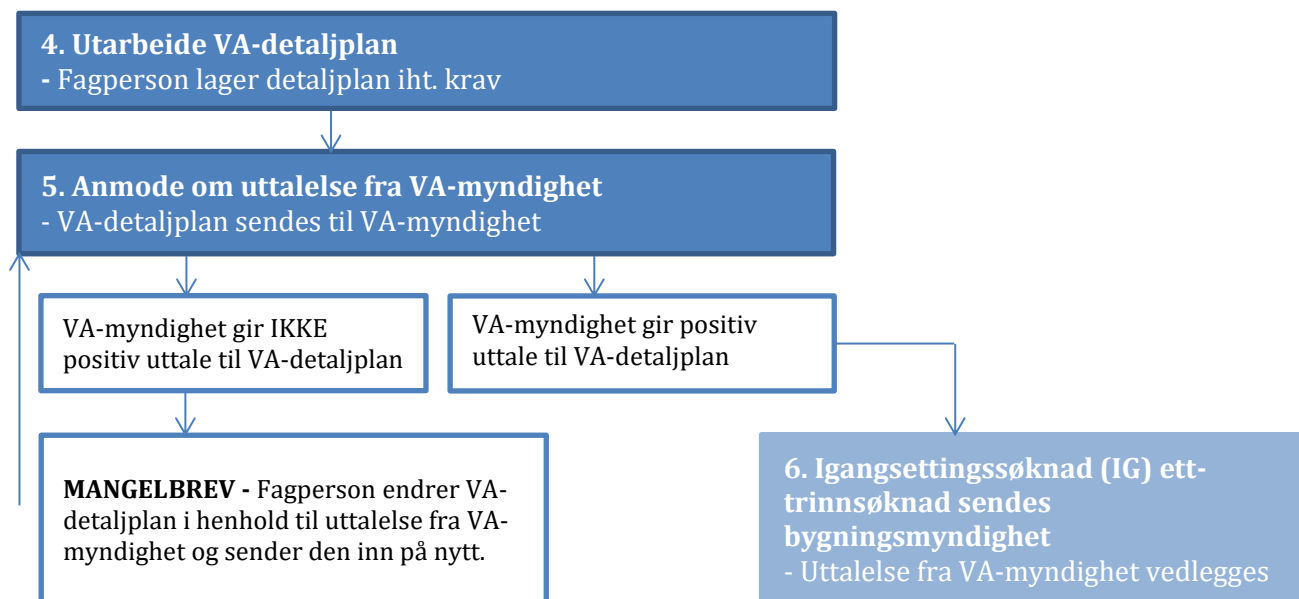 4. Utarbeide VA-detaljplan
- Fagperson lager detaljplan iht. krav
5. Anmode om uttalelse fra VA-myndighet
- VA-detaljplan sendes til VA-myndighet
VA-myndighet gir IKKE
positiv uttale til VA-detaljplan
VA-myndighet gir positiv
uttale til VA-detaljplan
MANGELBREV - Fagperson endrer VA-
detaljplan i henhold til uttalelse fra VA-
myndighet og sender den inn på nytt.
6. Igangsettingssøknad (IG) ett-
trinnsøknad sendes
bygningsmyndighet
- Uttalelse fra VA-myndighet vedlegges